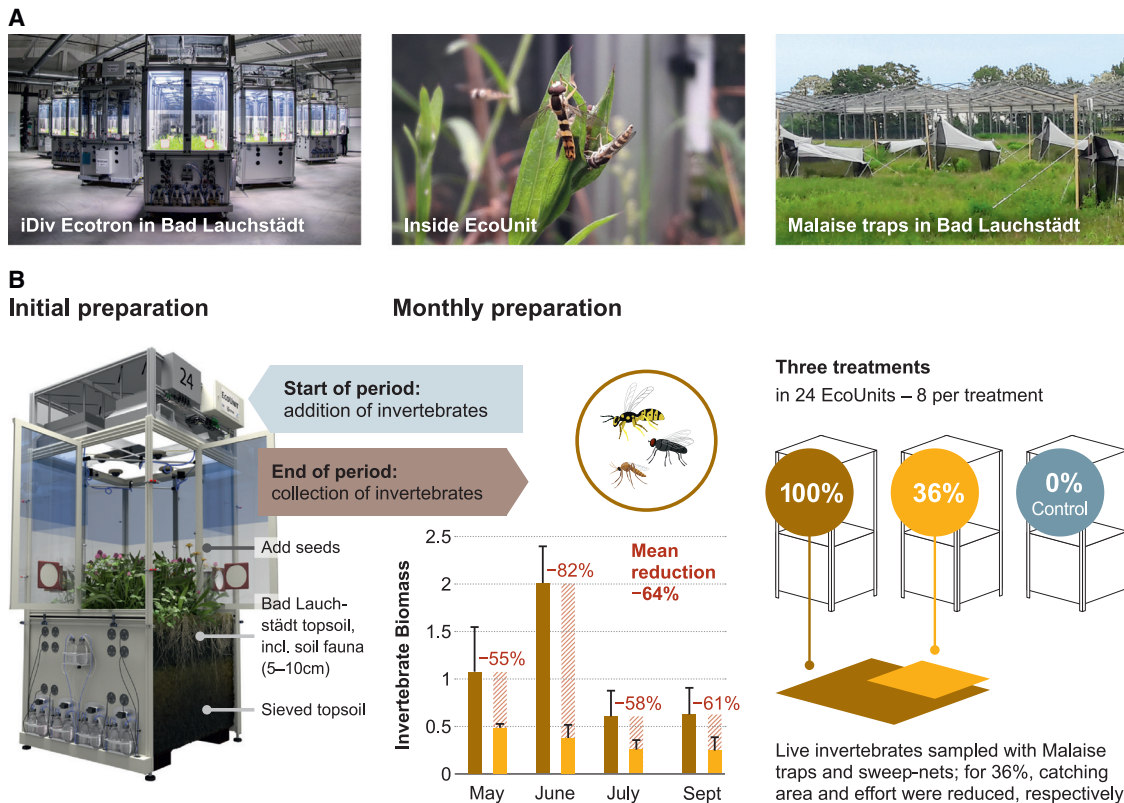 A
iDiv Ecotron in Bad Lauchstädt
Inside EcoUnit
Malaise traps in Bad Lauchstädt
B
Initial preparation
Monthly preparation
24
EcoUNIT
Start of period:
addition of invertebrates
End of period:
collection of invertebrates
Add seeds
Bad Lauch-
städt topsoil,
incl. soil fauna
(5–10cm)
Sieved topsoil
Invertebrate Biomass
2.5
2
1.5
1
0.5
0
−55%
−82%
−58%
−61%
Mean
reduction
−64%
May
June
July
Sept
Three treatments
in 24 EcoUnits – 8 per treatment
100%
36%
0%
Control
Live invertebrates sampled with Malaise
traps and sweep-nets; for 36%, catching
area and effort were reduced, respectively